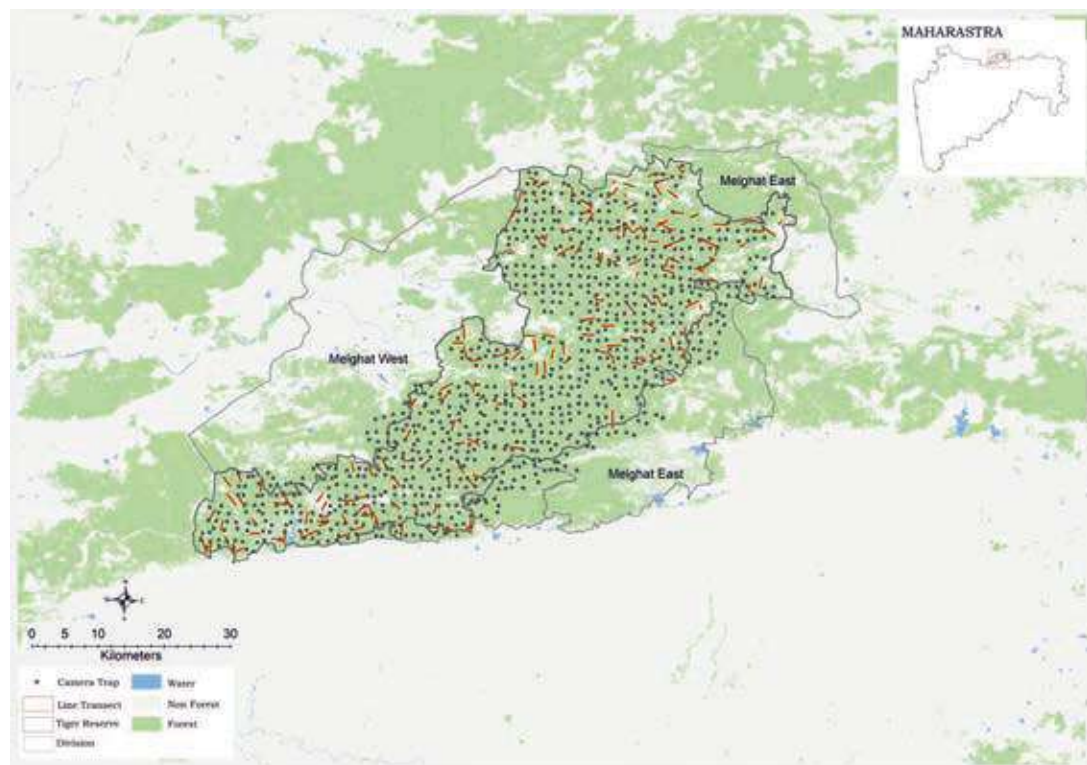 MAHARASTRA
Melghat East
Melghat West
Melghat East
N
E
S
0 5 10 20 30
Kilometers
Camera Trap
Water
Line Transect
Non Forest
Tiger Reserve
Forest
Division